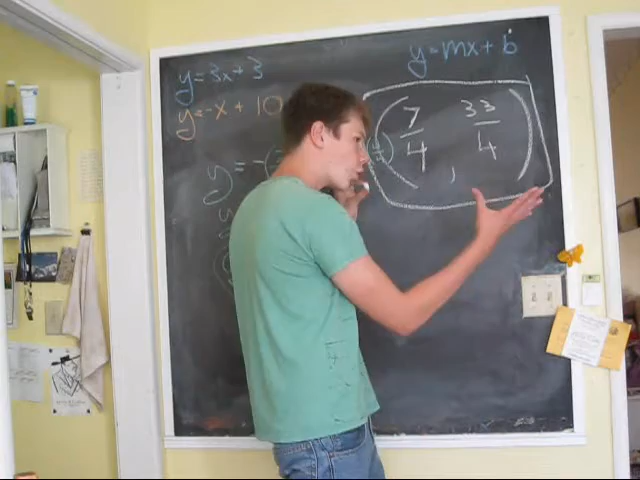 y = 3x + 3
y = -x + 10
y = -(
y = mx + b
(7/4, 33/4)